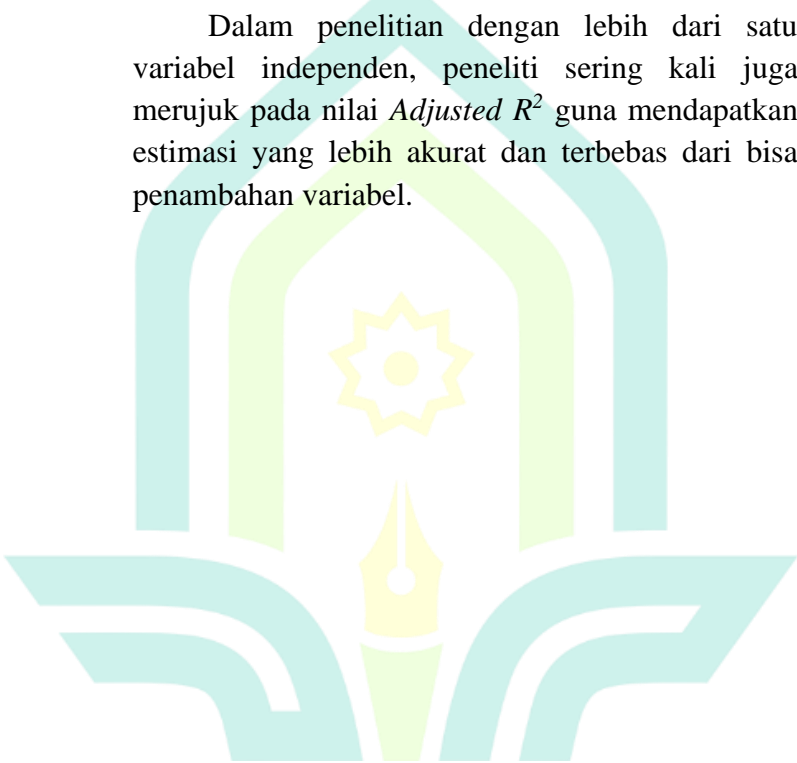 Dalam penelitian dengan lebih dari satu
variabel independen, peneliti sering kali juga
merujuk pada nilai Adjusted R² guna mendapatkan
estimasi yang lebih akurat dan terbebas dari bisa
penambahan variabel.